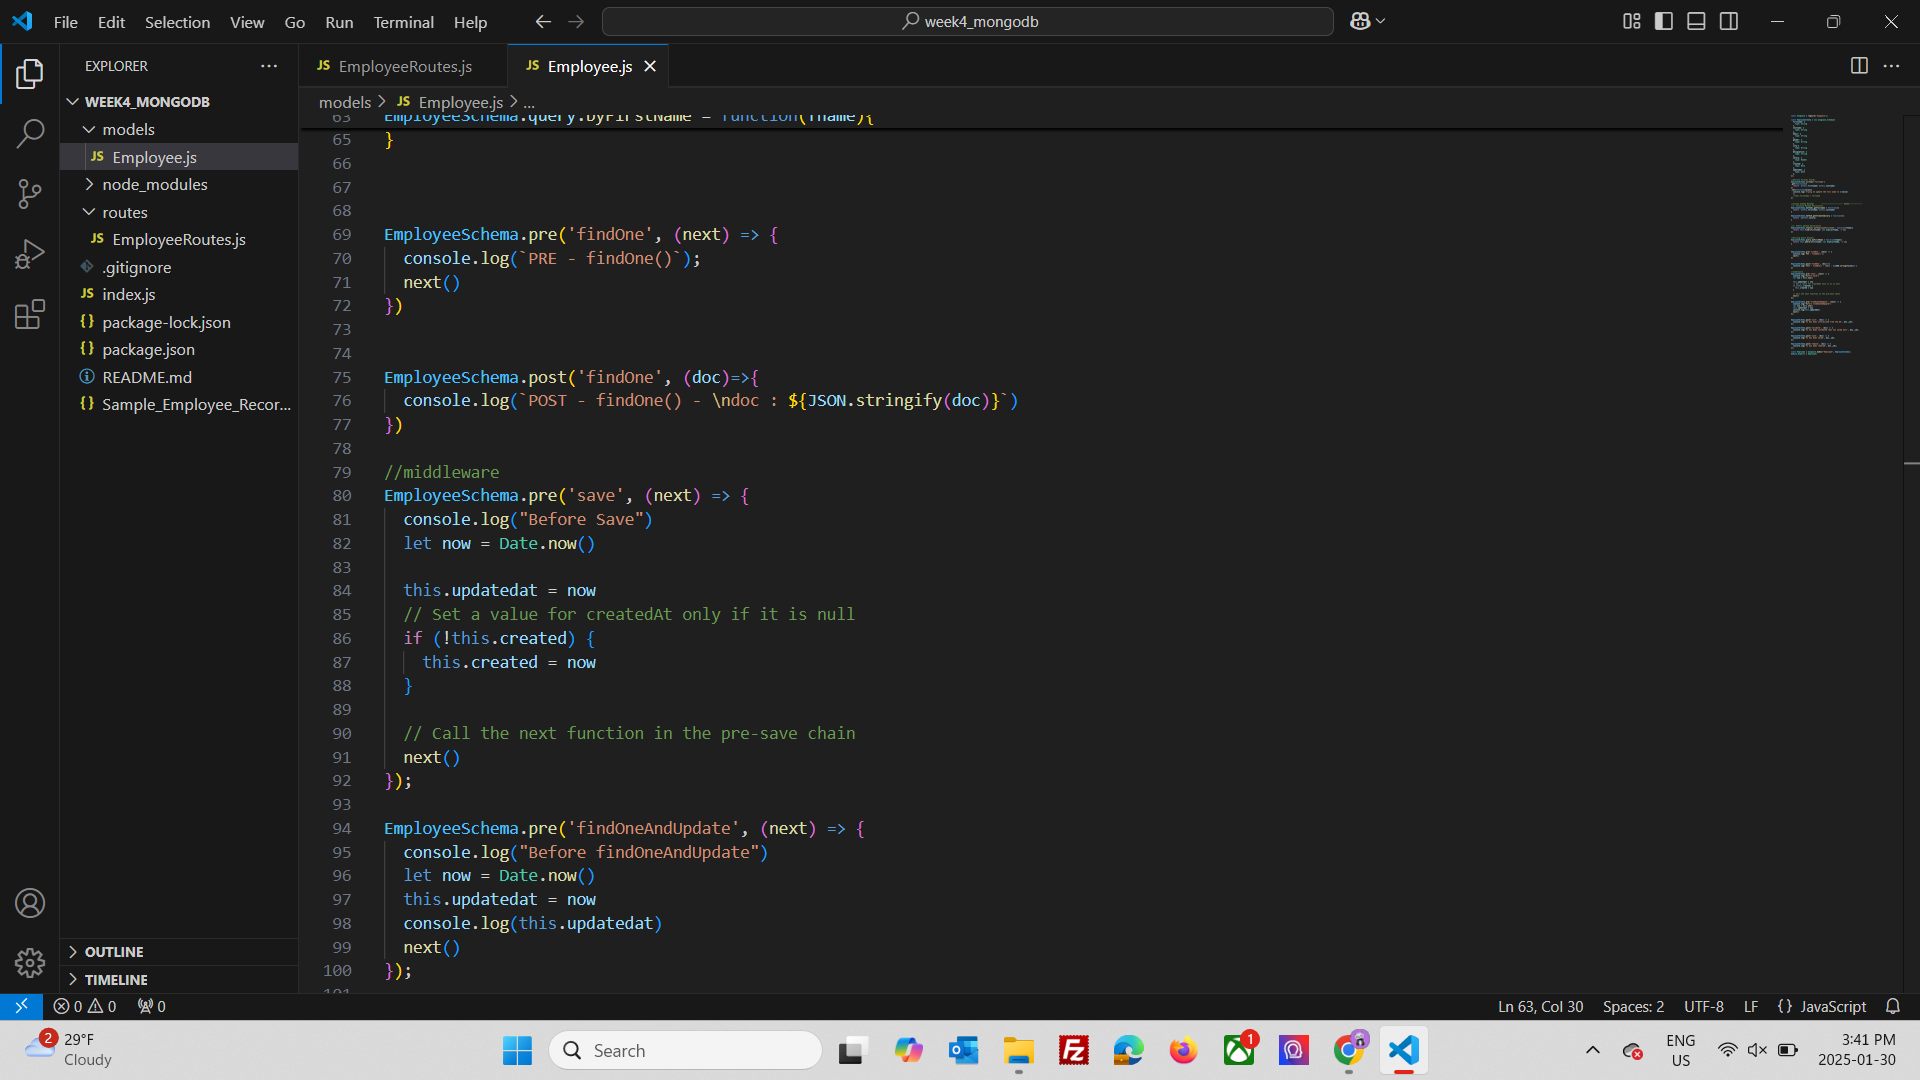 File Edit Selection View Go Run Terminal Help
week4_mongodb
EXPLORER
WEEK4_MONGODB
models
JS Employee.js
node_modules
routes
JS EmployeeRoutes.js
.gitignore
JS index.js
{} package-lock.json
{} package.json
README.md
{} Sample_Employee_Recor...
OUTLINE
TIMELINE
JS EmployeeRoutes.js
JS Employee.js
models > JS Employee.js > ...
63 EmployeeSchema.query.byFirstName = function(fname){
65 }
66
67
68
69 EmployeeSchema.pre('findOne', (next) => {
70 console.log(`PRE - findOne()`);
71 next()
72 })
73
74
75 EmployeeSchema.post('findOne', (doc)=>{
76 console.log(`POST - findOne() - \ndoc : ${JSON.stringify(doc)}`)
77 })
78
79 //middleware
80 EmployeeSchema.pre('save', (next) => {
81 console.log("Before Save")
82 let now = Date.now()
83
84 this.updatedat = now
85 // Set a value for createdAt only if it is null
86 if (!this.created) {
87 this.created = now
88 }
89
90 // Call the next function in the pre-save chain
91 next()
92 });
93
94 EmployeeSchema.pre('findOneAndUpdate', (next) => {
95 console.log("Before findOneAndUpdate")
96 let now = Date.now()
97 this.updatedat = now
98 console.log(this.updatedat)
99 next()
100 });
101
0 0 0
Ln 63, Col 30 Spaces: 2 UTF-8 LF {} JavaScript
2
29°F
Cloudy
Search
1
ENG
US
3:41 PM
2025-01-30